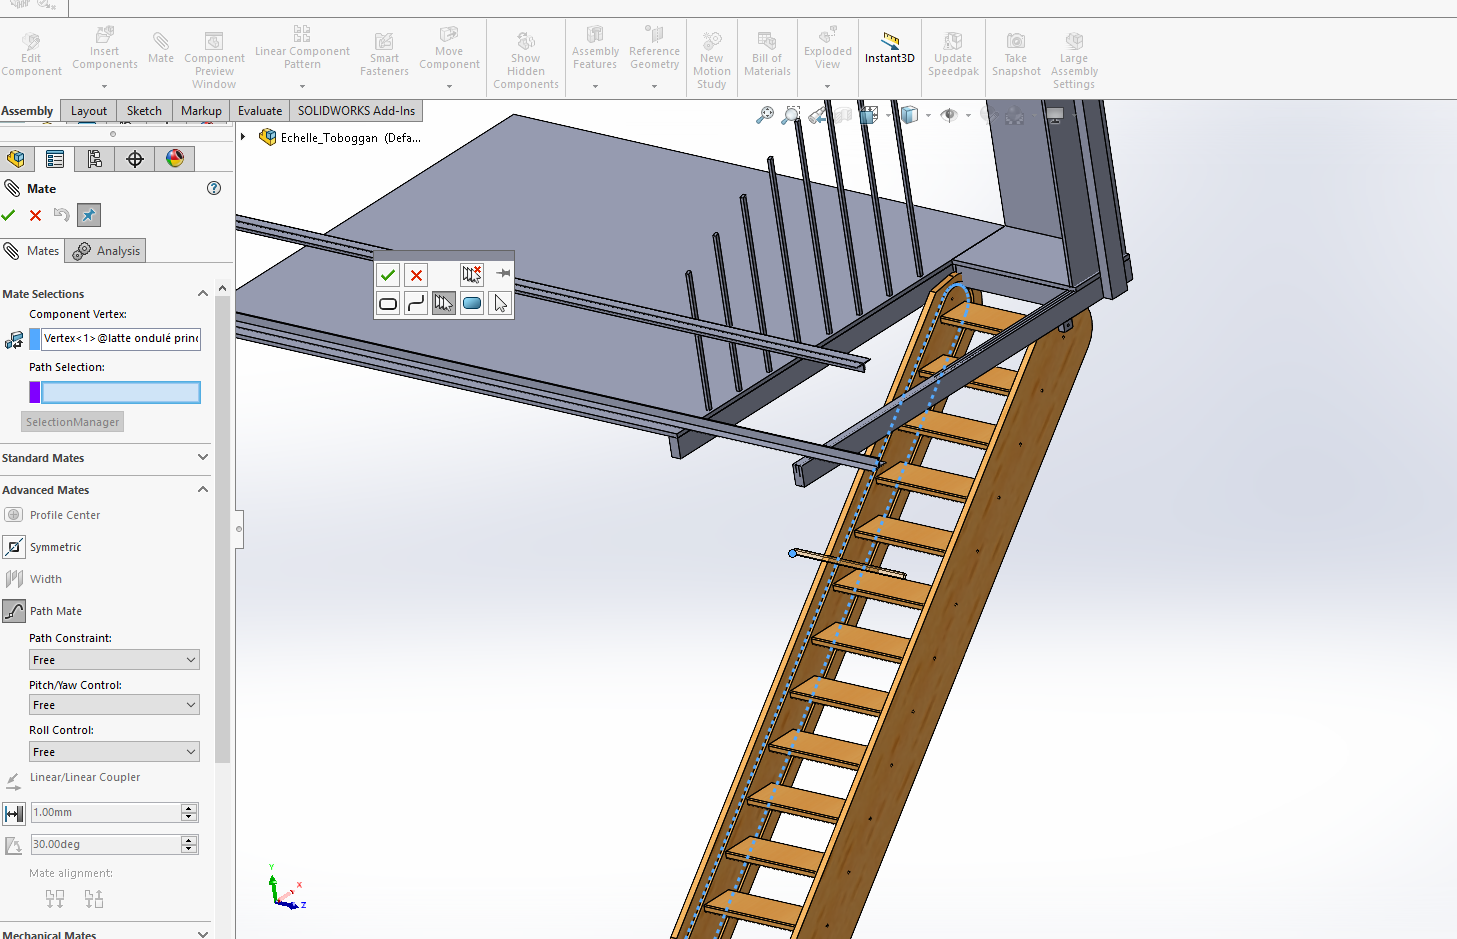 Edit
Component
Insert
Components
Mate
Component
Preview
Window
Linear Component
Pattern
Smart
Fasteners
Move
Component
Show
Hidden
Components
Assembly
Features
Reference
Geometry
New
Motion
Study
Bill of
Materials
Exploded
View
Instant3D
Update
Speedpak
Take
Snapshot
Large
Assembly
Settings
Assembly
Layout
Sketch
Markup
Evaluate
SOLIDWORKS Add-Ins
Echelle_Toboggan (Defa...
Mate
Mates
Analysis
Mate Selections
Component Vertex:
Vertex<1>@latte ondulé princ
Path Selection:
SelectionManager
Standard Mates
Advanced Mates
Profile Center
Symmetric
Width
Path Mate
Path Constraint:
Free
Pitch/Yaw Control:
Free
Roll Control:
Free
Linear/Linear Coupler
1.00mm
30.00deg
Mate alignment:
Mechanical Mates
Y
X
Z